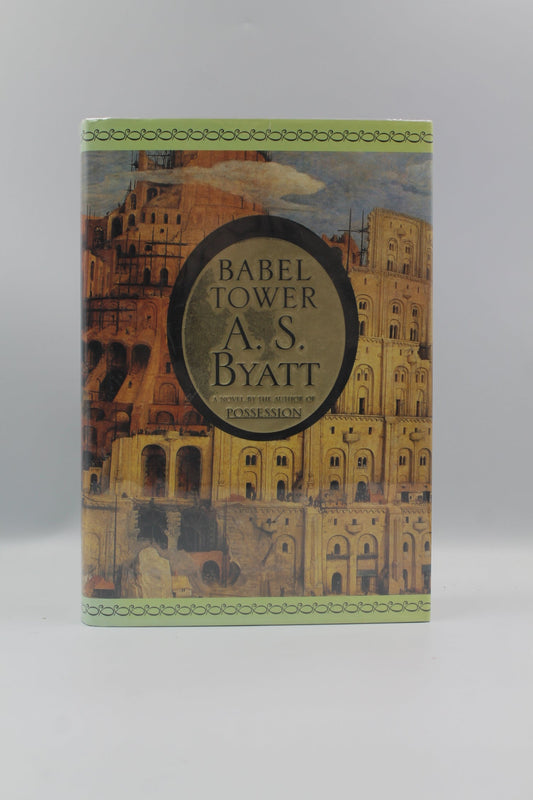 BABEL
TOWER
A. S.
BYATT
A NOVEL BY THE AUTHOR OF
POSSESSION